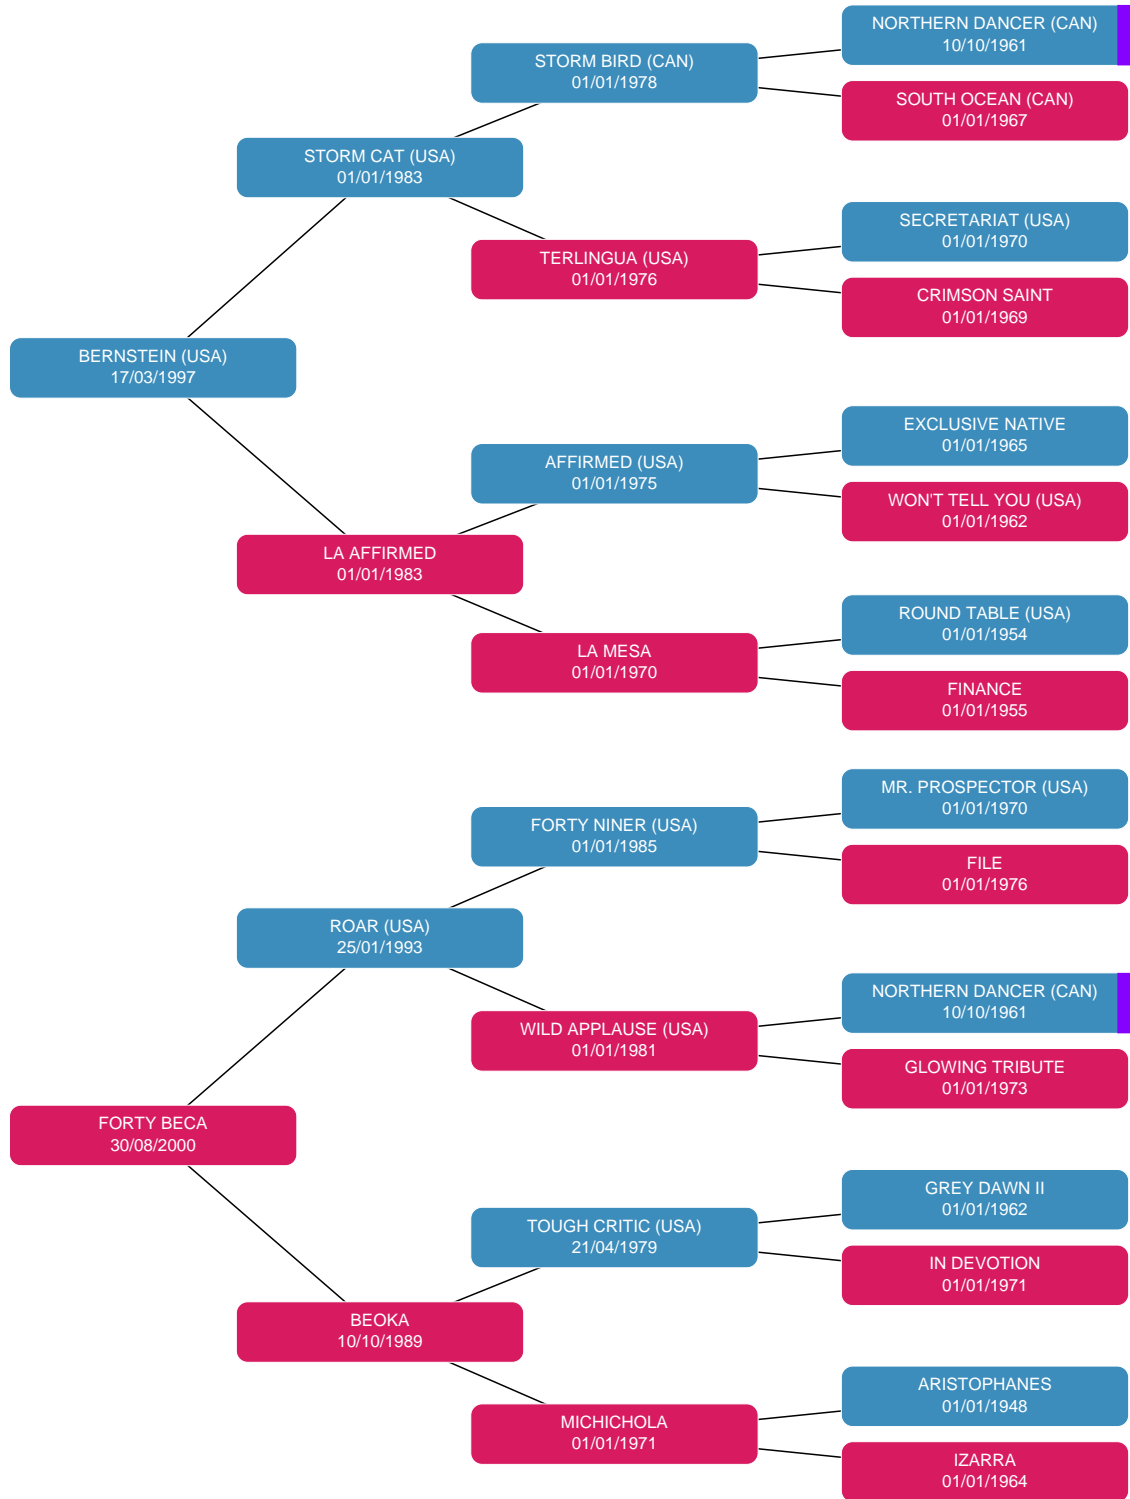 NORTHERN DANCER (CAN)
10/10/1961
STORM BIRD (CAN)
01/01/1978
SOUTH OCEAN (CAN)
01/01/1967
STORM CAT (USA)
01/01/1983
SECRETARIAT (USA)
01/01/1970
TERLINGUA (USA)
01/01/1976
CRIMSON SAINT
01/01/1969
BERNSTEIN (USA)
17/03/1997
EXCLUSIVE NATIVE
01/01/1965
AFFIRMED (USA)
01/01/1975
WON'T TELL YOU (USA)
01/01/1962
LA AFFIRMED
01/01/1983
ROUND TABLE (USA)
01/01/1954
LA MESA
01/01/1970
FINANCE
01/01/1955
MR. PROSPECTOR (USA)
01/01/1970
FORTY NINER (USA)
01/01/1985
FILE
01/01/1976
ROAR (USA)
25/01/1993
NORTHERN DANCER (CAN)
10/10/1961
WILD APPLAUSE (USA)
01/01/1981
GLOWING TRIBUTE
01/01/1973
FORTY BECA
30/08/2000
GREY DAWN II
01/01/1962
TOUGH CRITIC (USA)
21/04/1979
IN DEVOTION
01/01/1971
BEOKA
10/10/1989
ARISTOPHANES
01/01/1948
MICHICHOLA
01/01/1971
IZARRA
01/01/1964